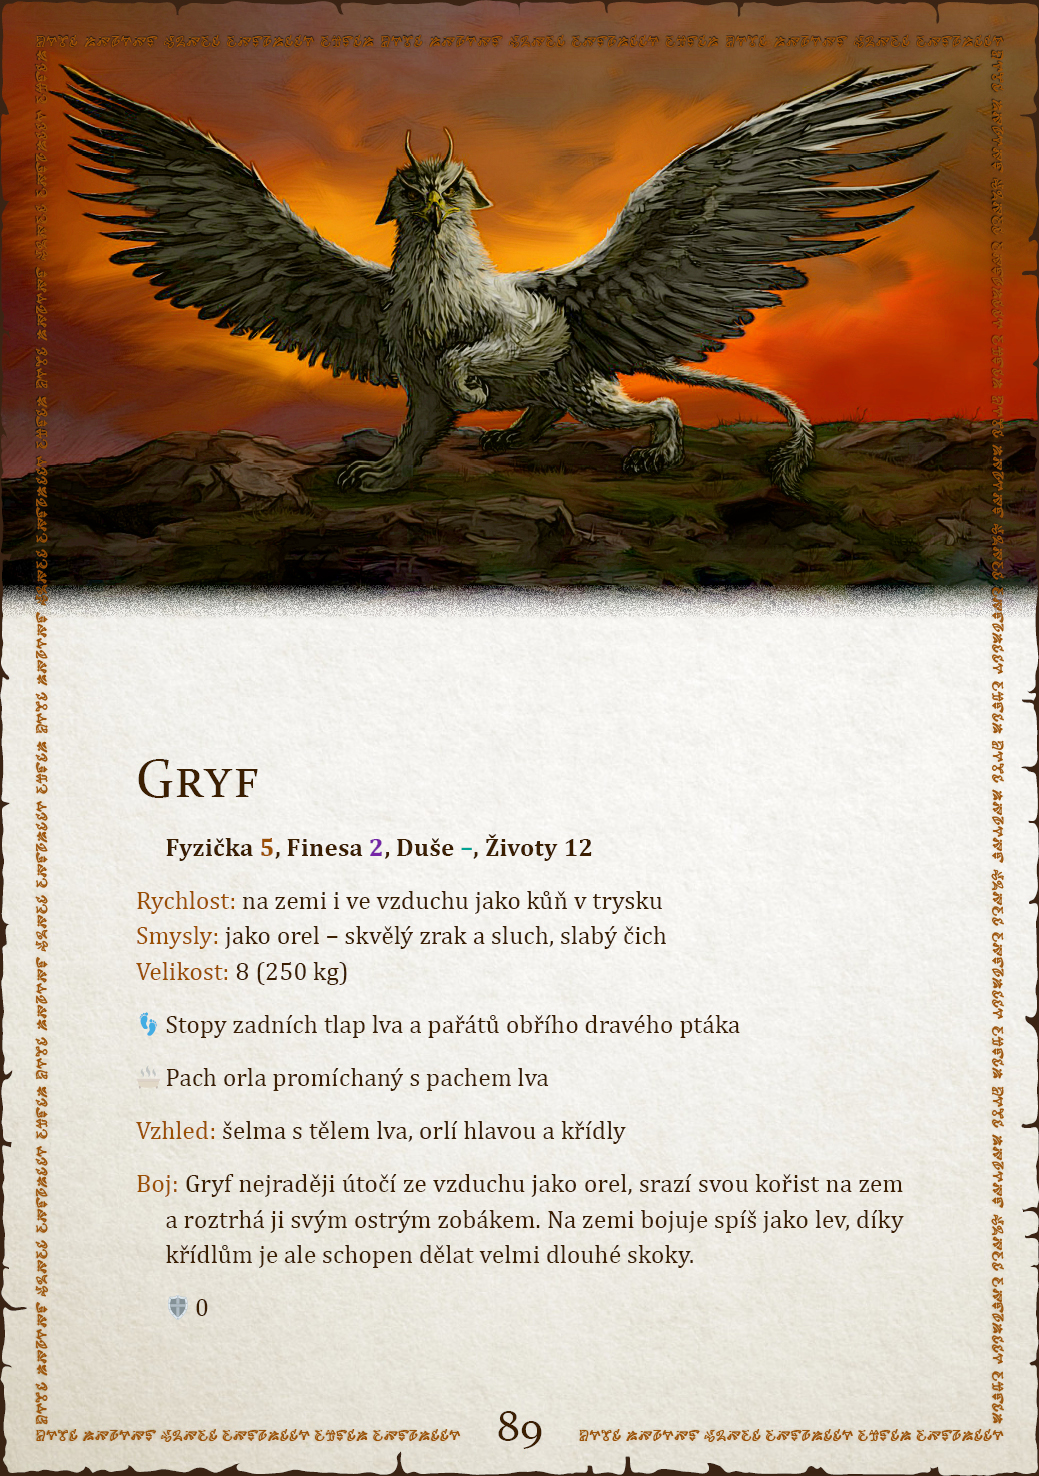 Gryf
Fyzička 5, Finesa 2, Duše –, Životy 12
Rychlost: na zemi i ve vzduchu jako kůň v trysku
Smysly: jako orel – skvělý zrak a sluch, slabý čich
Velikost: 8 (250 kg)
Stopy zadních tlap lva a pařátů obřího dravého ptáka
Pach orla promíchaný s pachem lva
Vzhled: šelma s tělem lva, orlí hlavou a křídly
Boj: Gryf nejraději útočí ze vzduchu jako orel, srazí svou kořist na zem
a roztrhá ji svým ostrým zobákem. Na zemi bojuje spíš jako lev, díky
křídlům je ale schopen dělat velmi dlouhé skoky.
0
89